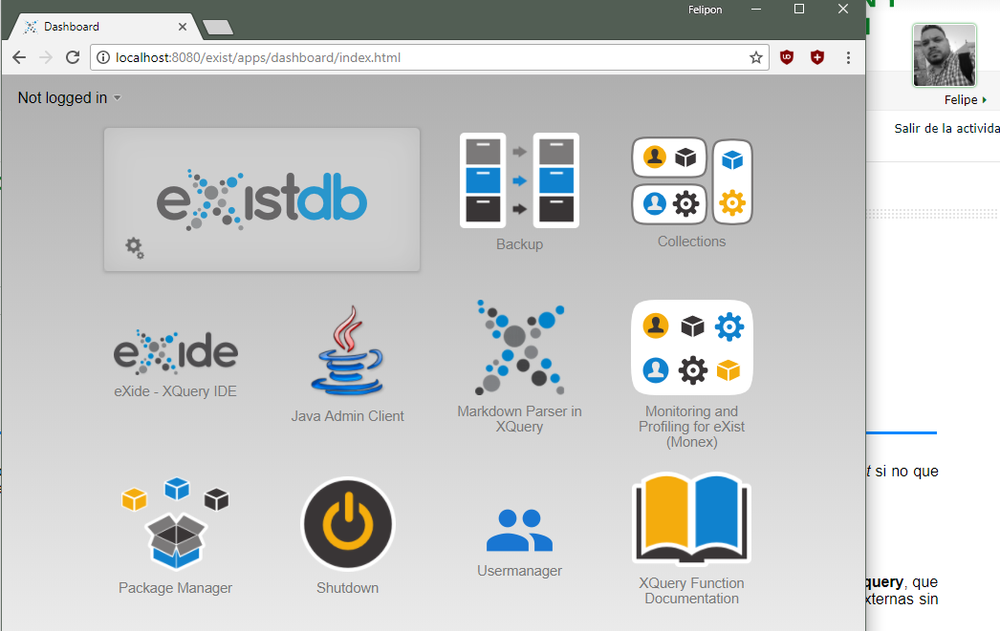 Felipon
Dashboard
localhost:8080/exist/apps/dashboard/index.html
Not logged in
Felipe
Salir de la activida
existdb
Backup
Collections
eXide
eXide - XQuery IDE
Java Admin Client
Markdown Parser in
XQuery
Monitoring and
Profiling for eXist
(Monex)
t si no que
Package Manager
Shutdown
Usermanager
XQuery Function
Documentation
query, que
xternas sin